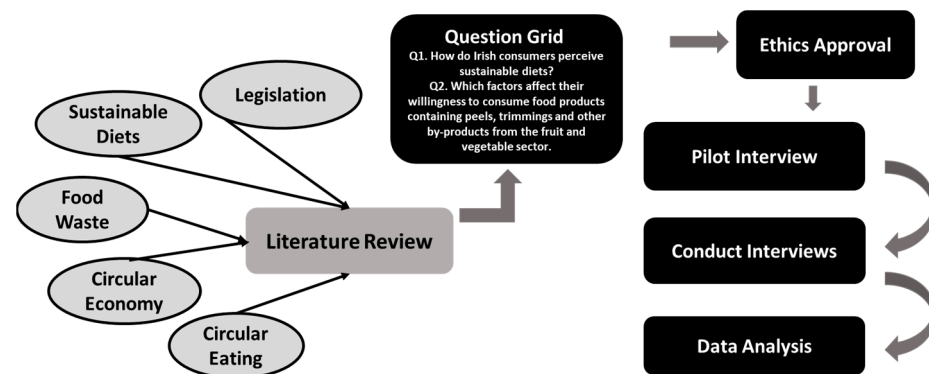 Legislation
Sustainable
Diets
Food
Waste
Circular
Economy
Circular
Eating
Literature Review
Question Grid
Q1. How do Irish consumers perceive
sustainable diets?
Q2. Which factors affect their
willingness to consume food products
containing peels, trimmings and other
by-products from the fruit and
vegetable sector.
Ethics Approval
Pilot Interview
Conduct Interviews
Data Analysis